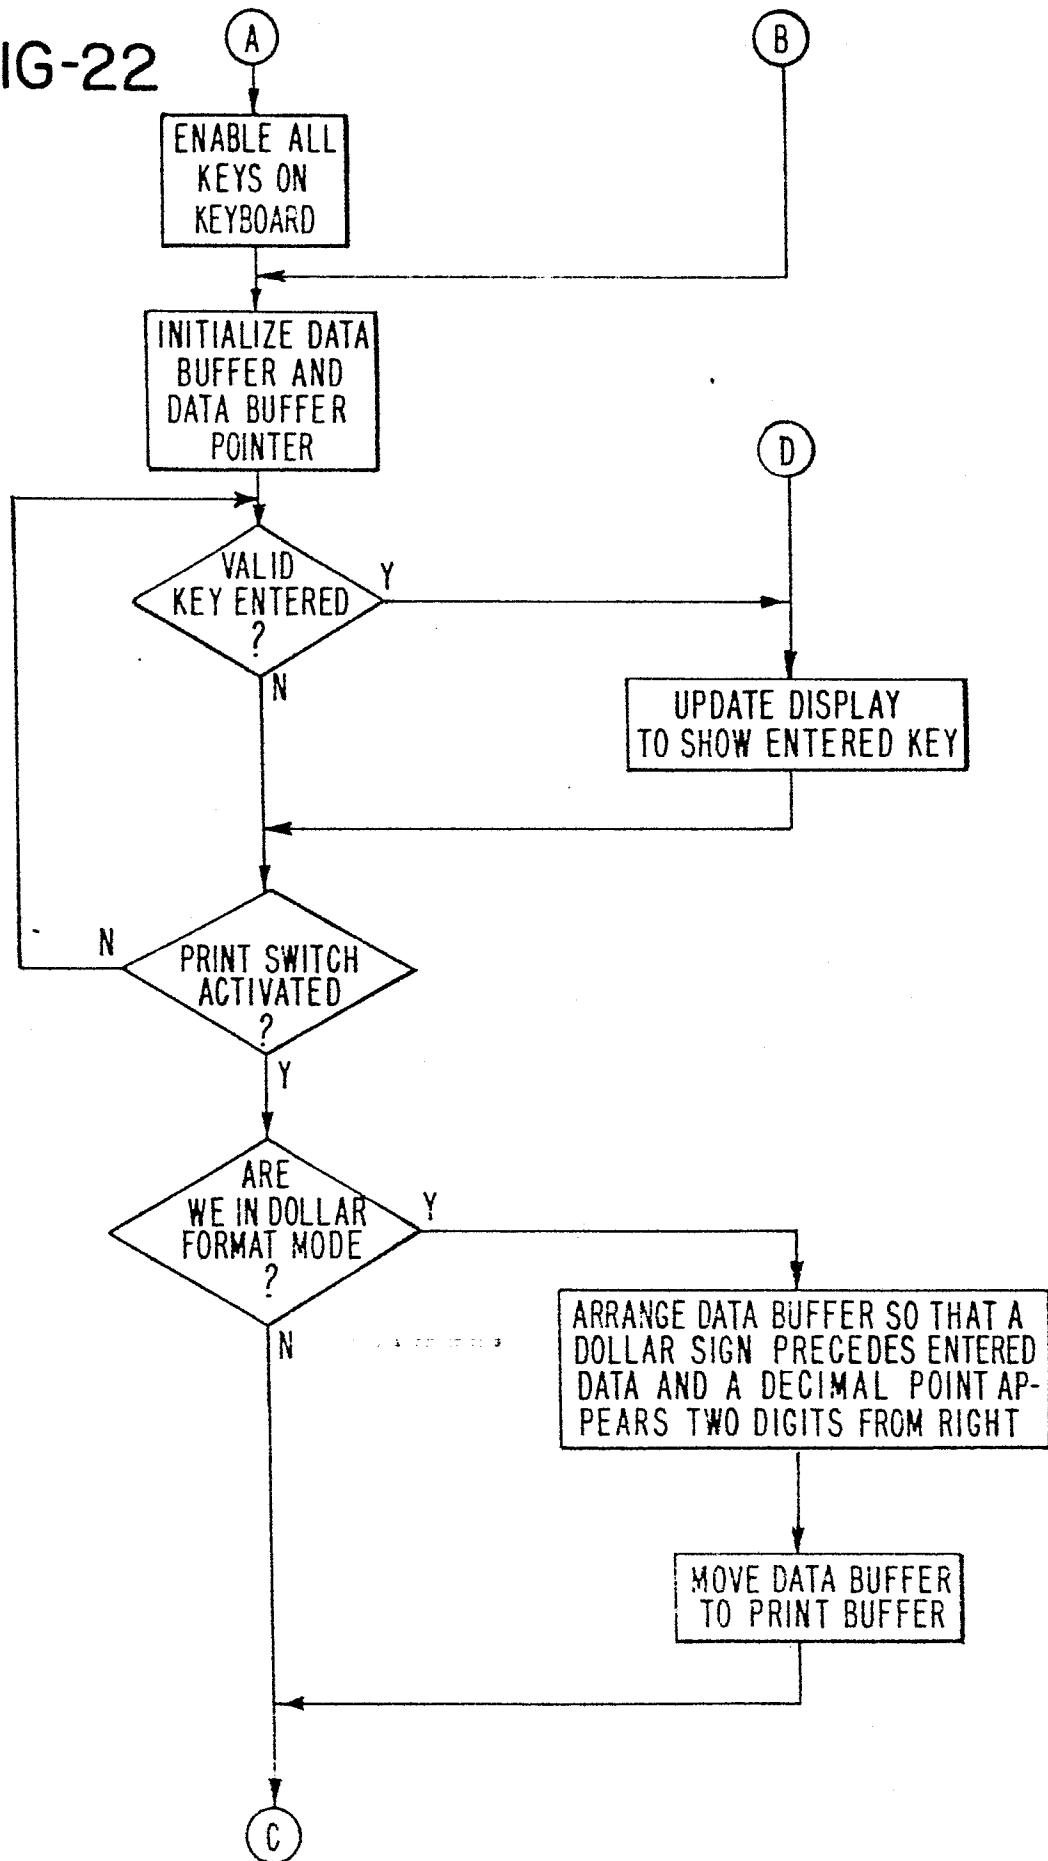 IG-22
A
B
ENABLE ALL
KEYS ON
KEYBOARD
INITIALIZE DATA
BUFFER AND
DATA BUFFER
POINTER
D
VALID
KEY ENTERED
?
Y
N
UPDATE DISPLAY
TO SHOW ENTERED KEY
N
PRINT SWITCH
ACTIVATED
?
Y
ARE
WE IN DOLLAR
FORMAT MODE
?
Y
N
ARRANGE DATA BUFFER SO THAT A
DOLLAR SIGN PRECEDES ENTERED
DATA AND A DECIMAL POINT AP-
PEARS TWO DIGITS FROM RIGHT
MOVE DATA BUFFER
TO PRINT BUFFER
C